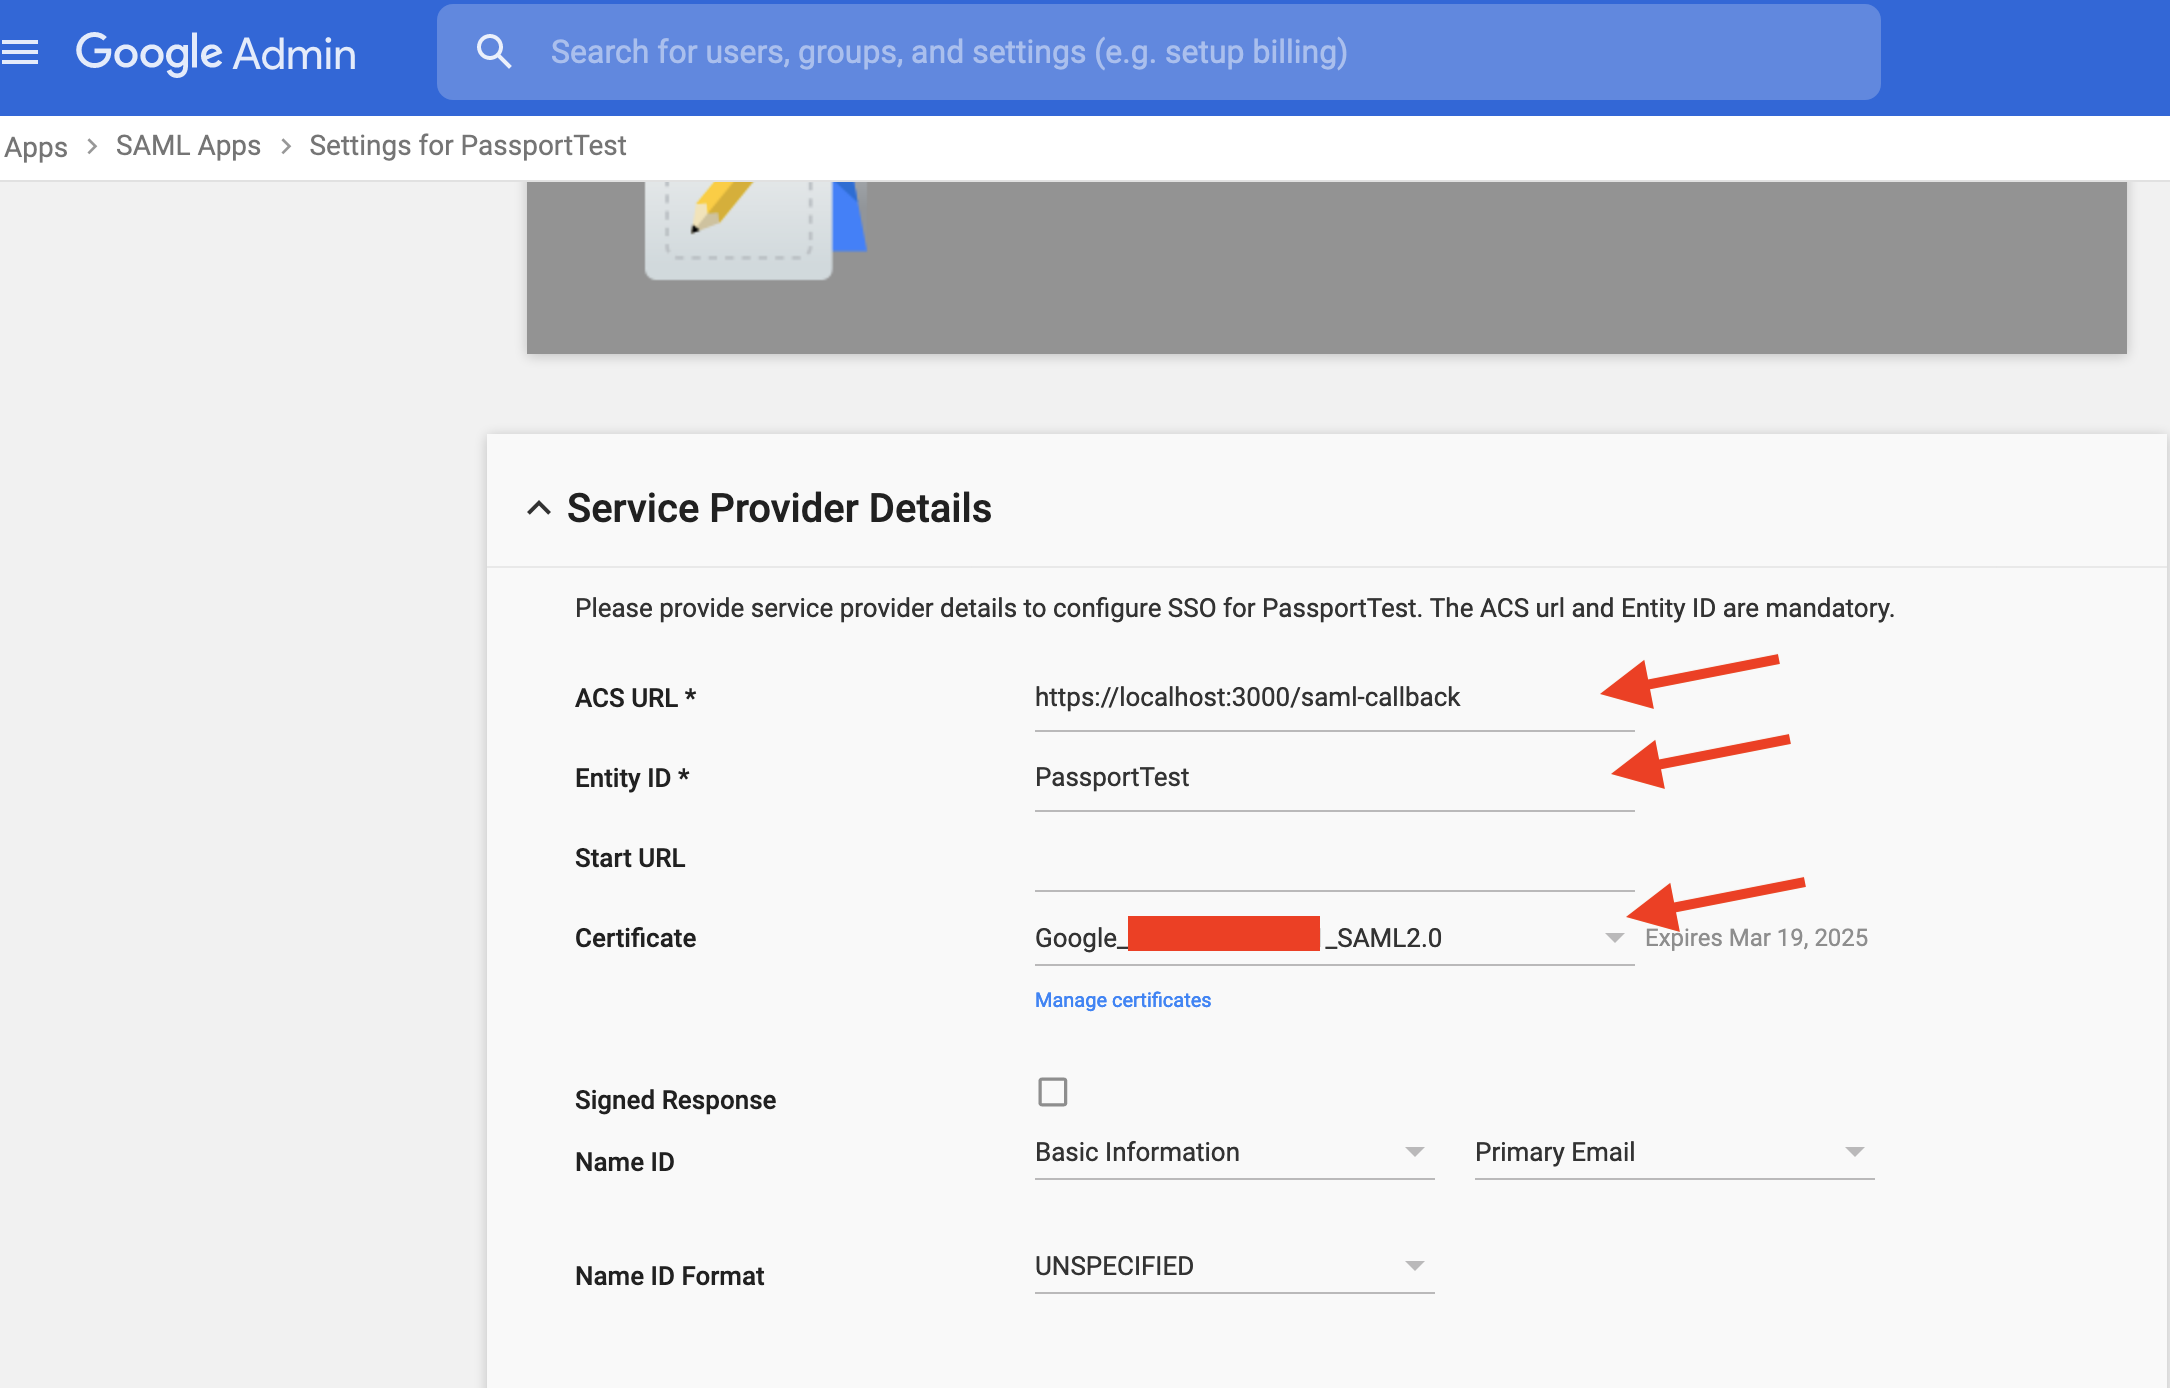 Google Admin
Search for users, groups, and settings (e.g. setup billing)
Apps > SAML Apps > Settings for PassportTest
Service Provider Details
Please provide service provider details to configure SSO for PassportTest. The ACS url and Entity ID are mandatory.
ACS URL * https://localhost:3000/saml-callback
Entity ID * PassportTest
Start URL
Certificate Google_ _SAML2.0 Expires Mar 19, 2025
Manage certificates
Signed Response
Name ID Basic Information Primary Email
Name ID Format UNSPECIFIED